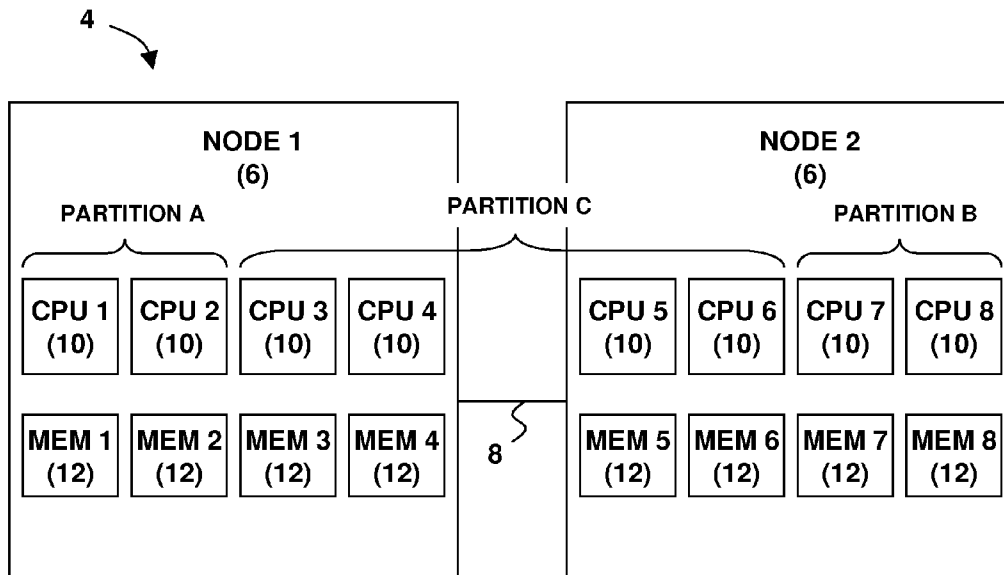 4
NODE 1
(6)
NODE 2
(6)
PARTITION A
PARTITION C
PARTITION B
CPU 1
(10)
CPU 2
(10)
CPU 3
(10)
CPU 4
(10)
CPU 5
(10)
CPU 6
(10)
CPU 7
(10)
CPU 8
(10)
MEM 1
(12)
MEM 2
(12)
MEM 3
(12)
MEM 4
(12)
8
MEM 5
(12)
MEM 6
(12)
MEM 7
(12)
MEM 8
(12)